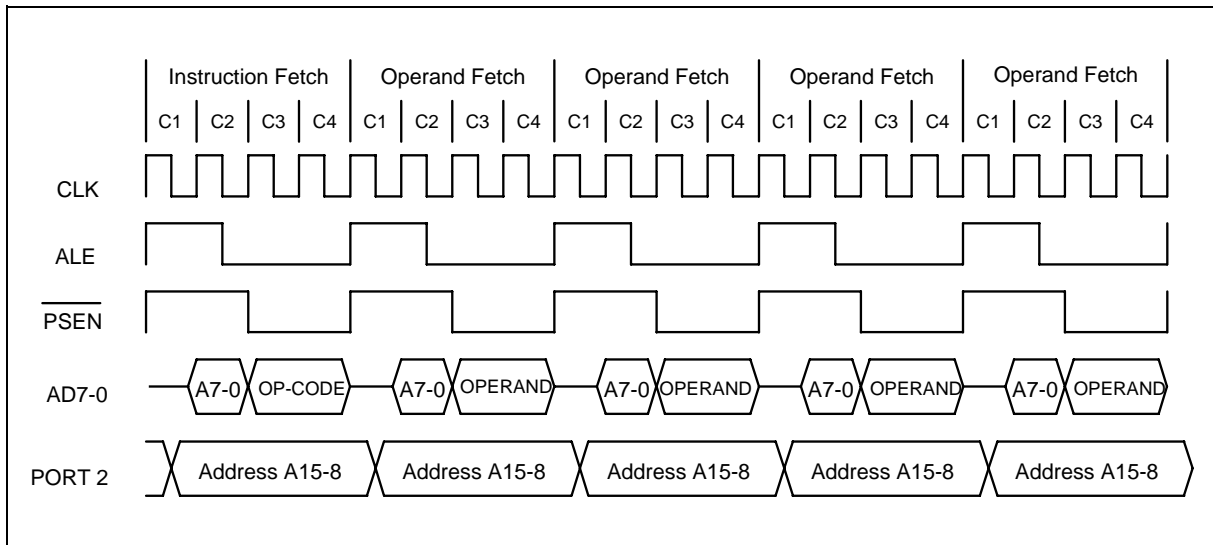 Instruction Fetch Operand Fetch Operand Fetch Operand Fetch Operand Fetch
C1 C2 C3 C4 C1 C2 C3 C4 C1 C2 C3 C4 C1 C2 C3 C4 C1 C2 C3 C4
CLK
ALE
PSEN
AD7-0 A7-0 OP-CODE A7-0 OPERAND A7-0 OPERAND A7-0 OPERAND A7-0 OPERAND
PORT 2 Address A15-8 Address A15-8 Address A15-8 Address A15-8 Address A15-8